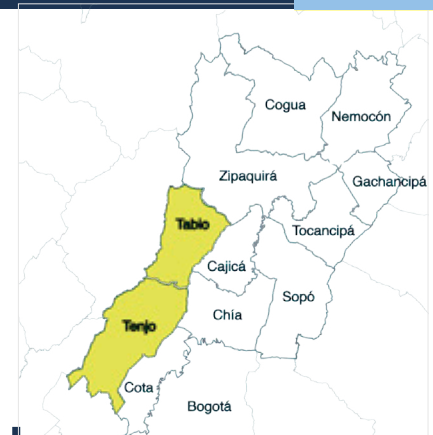 Cogua
Nemocón
Zipaquirá
Gachancipá
Tabio
Tocancipá
Cajicá
Sopó
Chía
Tenjo
Cota
Bogotá